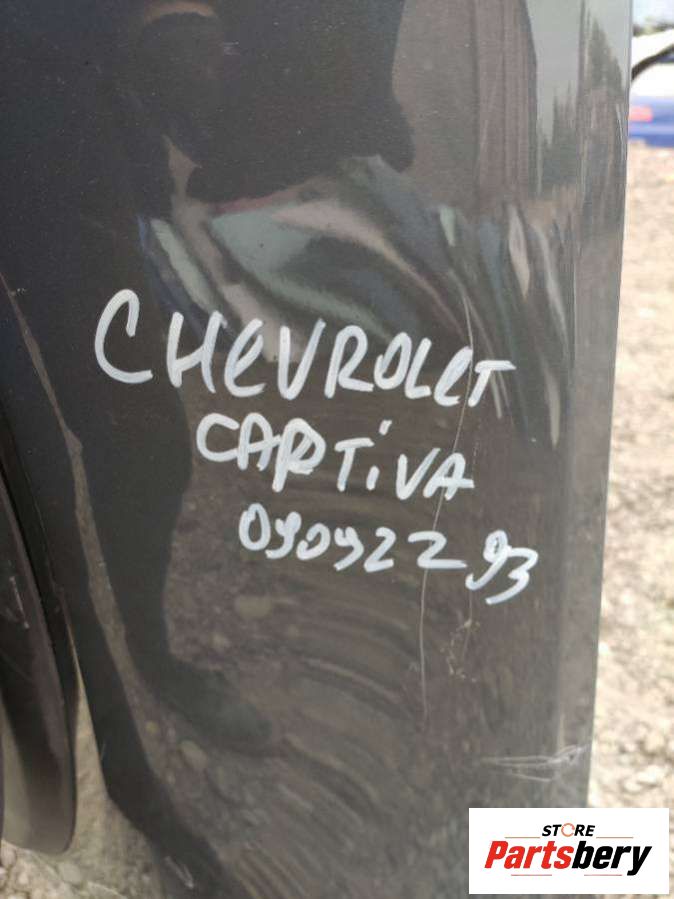 CHEVROLET
CAPTIVA
09092293
STORE
Partsbery